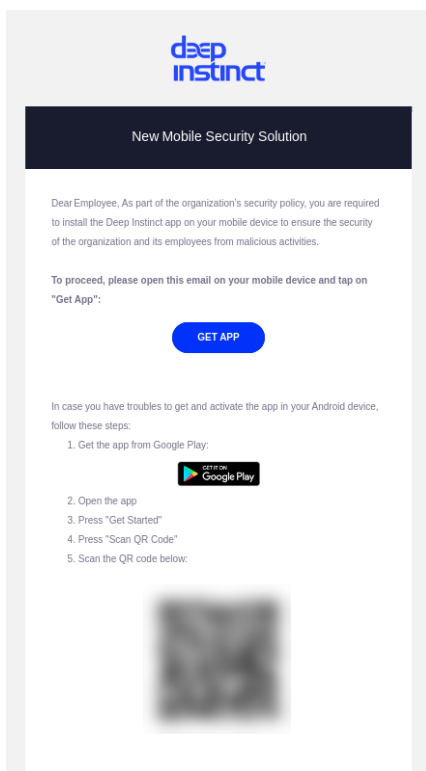 deep
instinct
New Mobile Security Solution
Dear Employee, As part of the organization's security policy, you are required
to install the Deep Instinct app on your mobile device to ensure the security
of the organization and its employees from malicious activities.
To proceed, please open this email on your mobile device and tap on
"Get App":
GET APP
In case you have troubles to get and activate the app in your Android device,
follow these steps:
1. Get the app from Google Play:
GET IT ON
Google Play
2. Open the app
3. Press "Get Started"
4. Press "Scan QR Code"
5. Scan the QR code below: